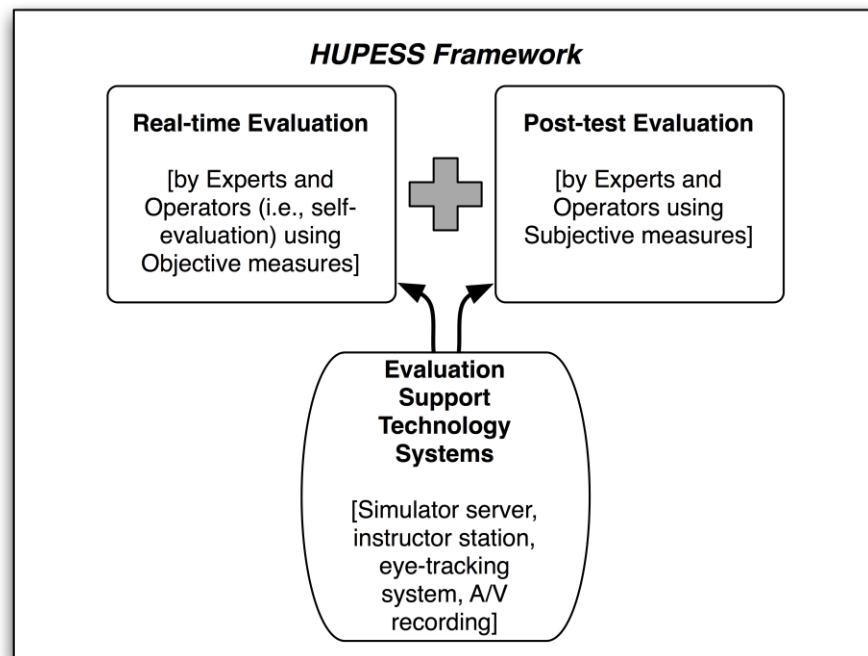 HUPESS Framework
Real-time Evaluation
[by Experts and
Operators (i.e., self-
evaluation) using
Objective measures]
Post-test Evaluation
[by Experts and
Operators using
Subjective measures]
Evaluation
Support
Technology
Systems
[Simulator server,
instructor station,
eye-tracking
system, A/V
recording]